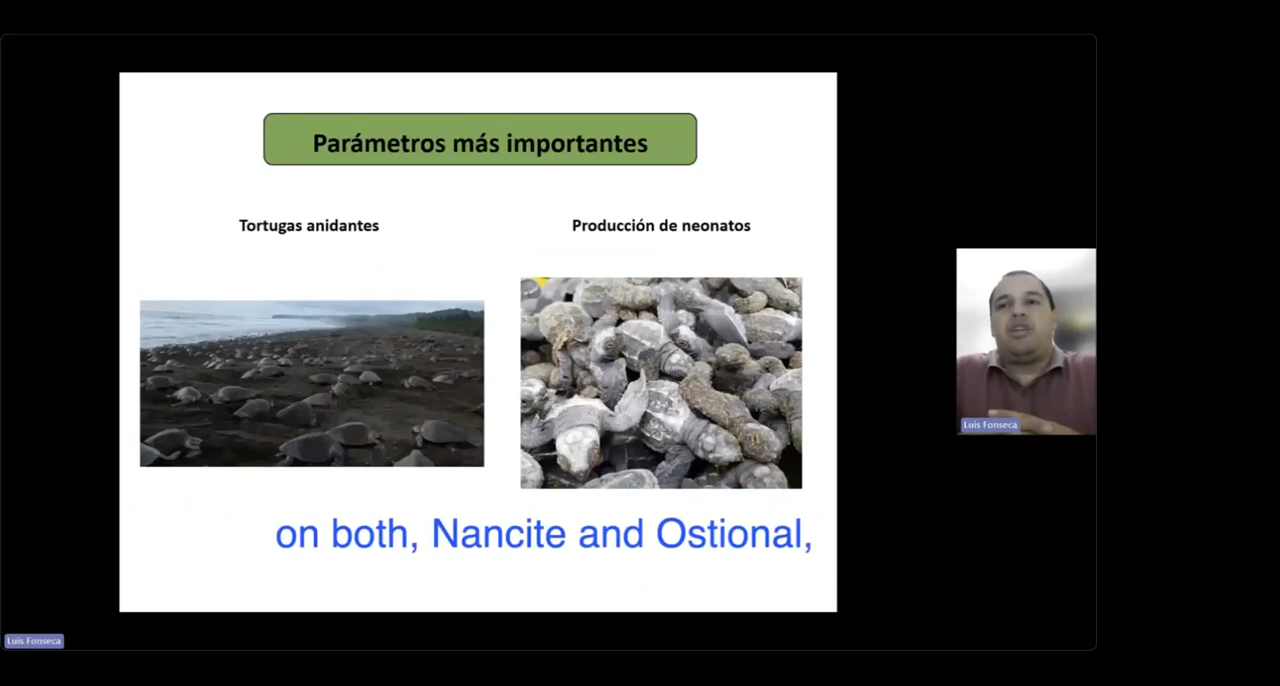 Parámetros más importantes
Tortugas anidantes
Producción de neonatos
on both, Nancite and Ostional,
Luis Fonseca
Luis Fonseca